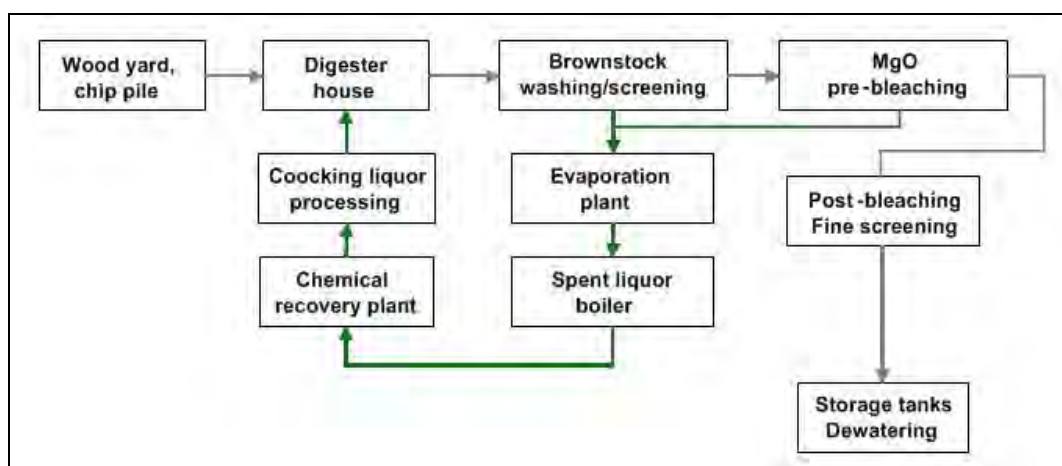 Wood yard,
chip pile
Digester
house
Brownstock
washing/screening
MgO
pre-bleaching
Coocking liquor
processing
Evaporation
plant
Post-bleaching
Fine screening
Chemical
recovery plant
Spent liquor
boiler
Storage tanks
Dewatering